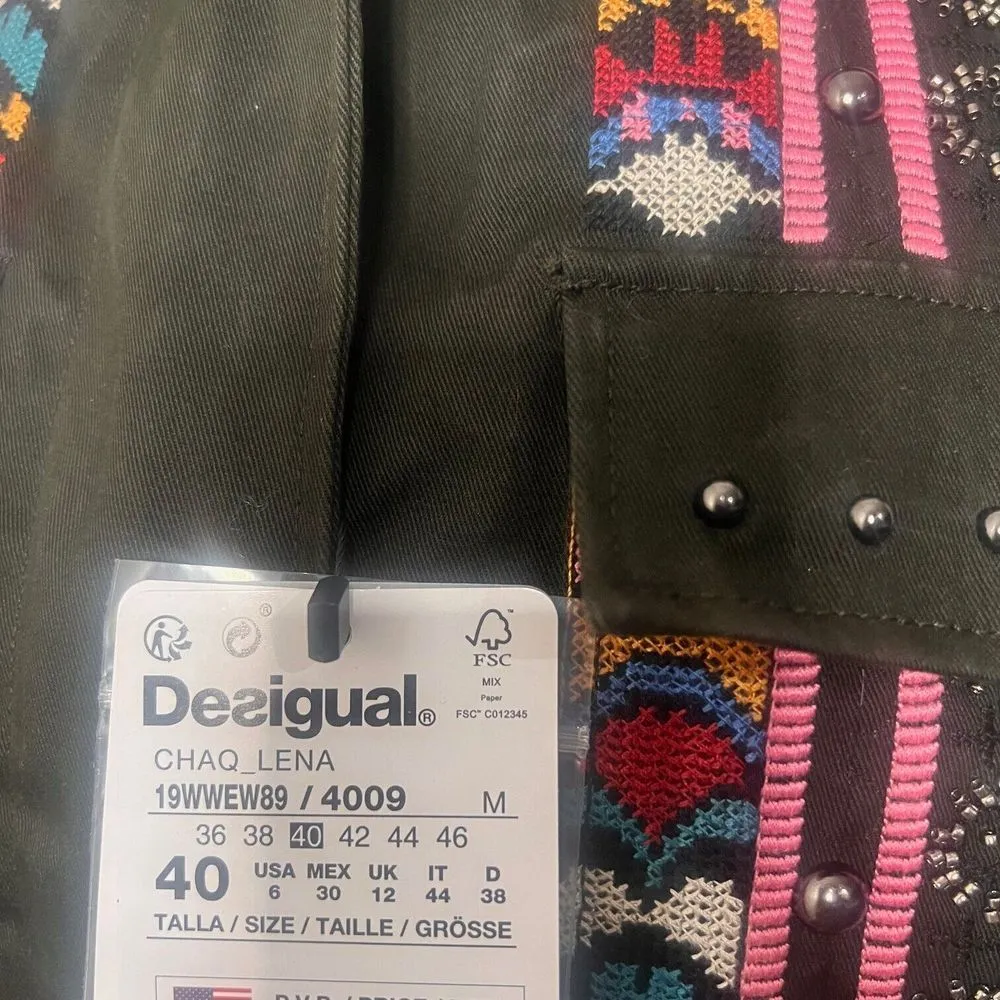 ®
™
FSC
MIX
Paper
FSC™ C012345
Desigual®
CHAQ_LENA
19WWEW89 / 4009 M
36 38 40 42 44 46
40 USA MEX UK IT D
6 30 12 44 38
TALLA / SIZE / TAILLE / GRÖSSE